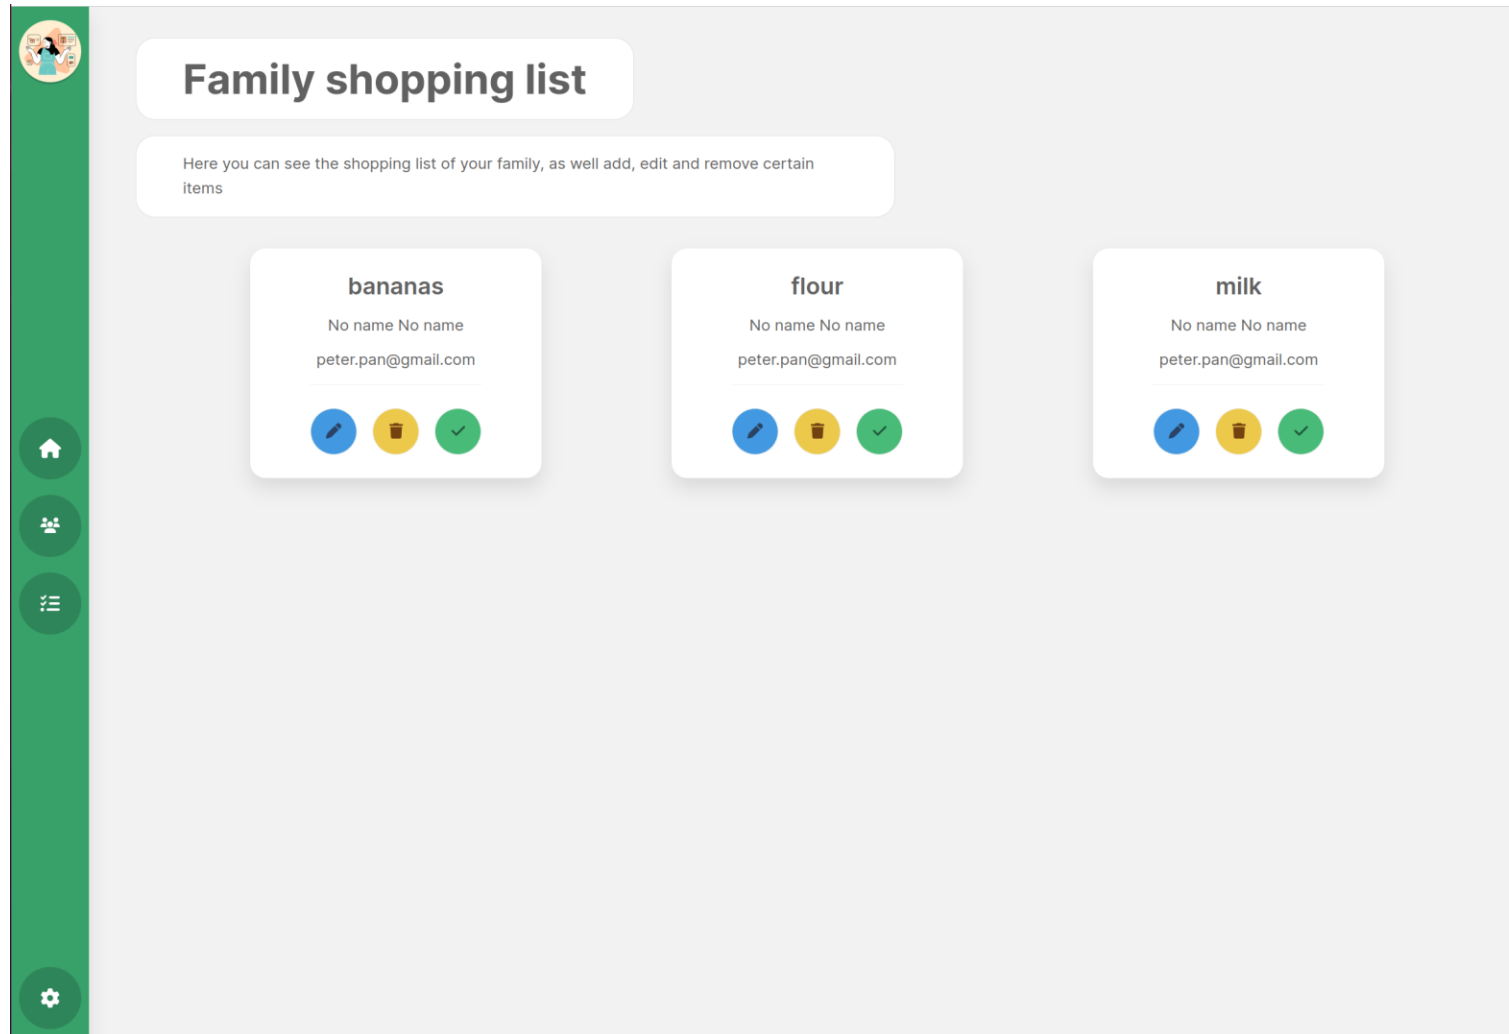 Family shopping list
Here you can see the shopping list of your family, as well add, edit and remove certain
items
bananas
No name No name
peter.pan@gmail.com
flour
No name No name
peter.pan@gmail.com
milk
No name No name
peter.pan@gmail.com